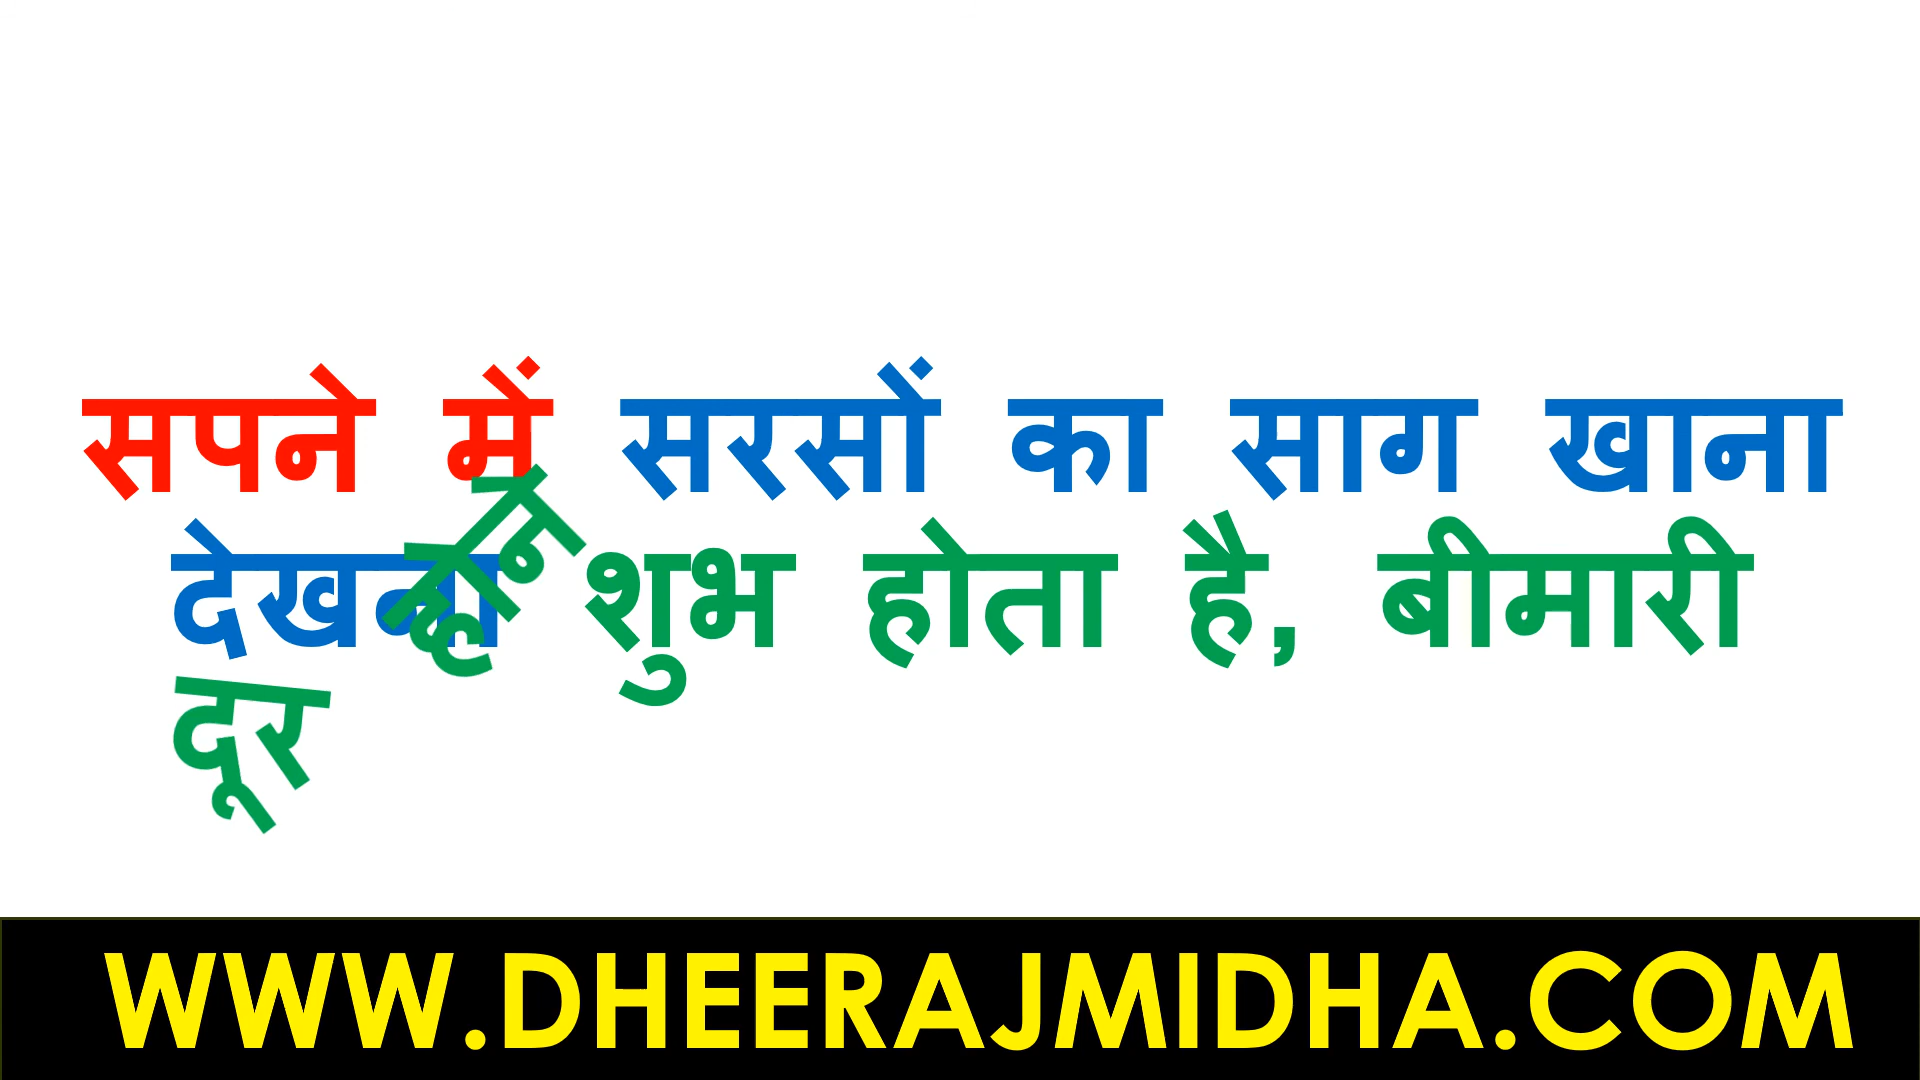 सपने में सरसों का साग खाना
देखना शुभ होता है, बीमारी
दूर होने
WWW.DHEERAJMIDHA.COM